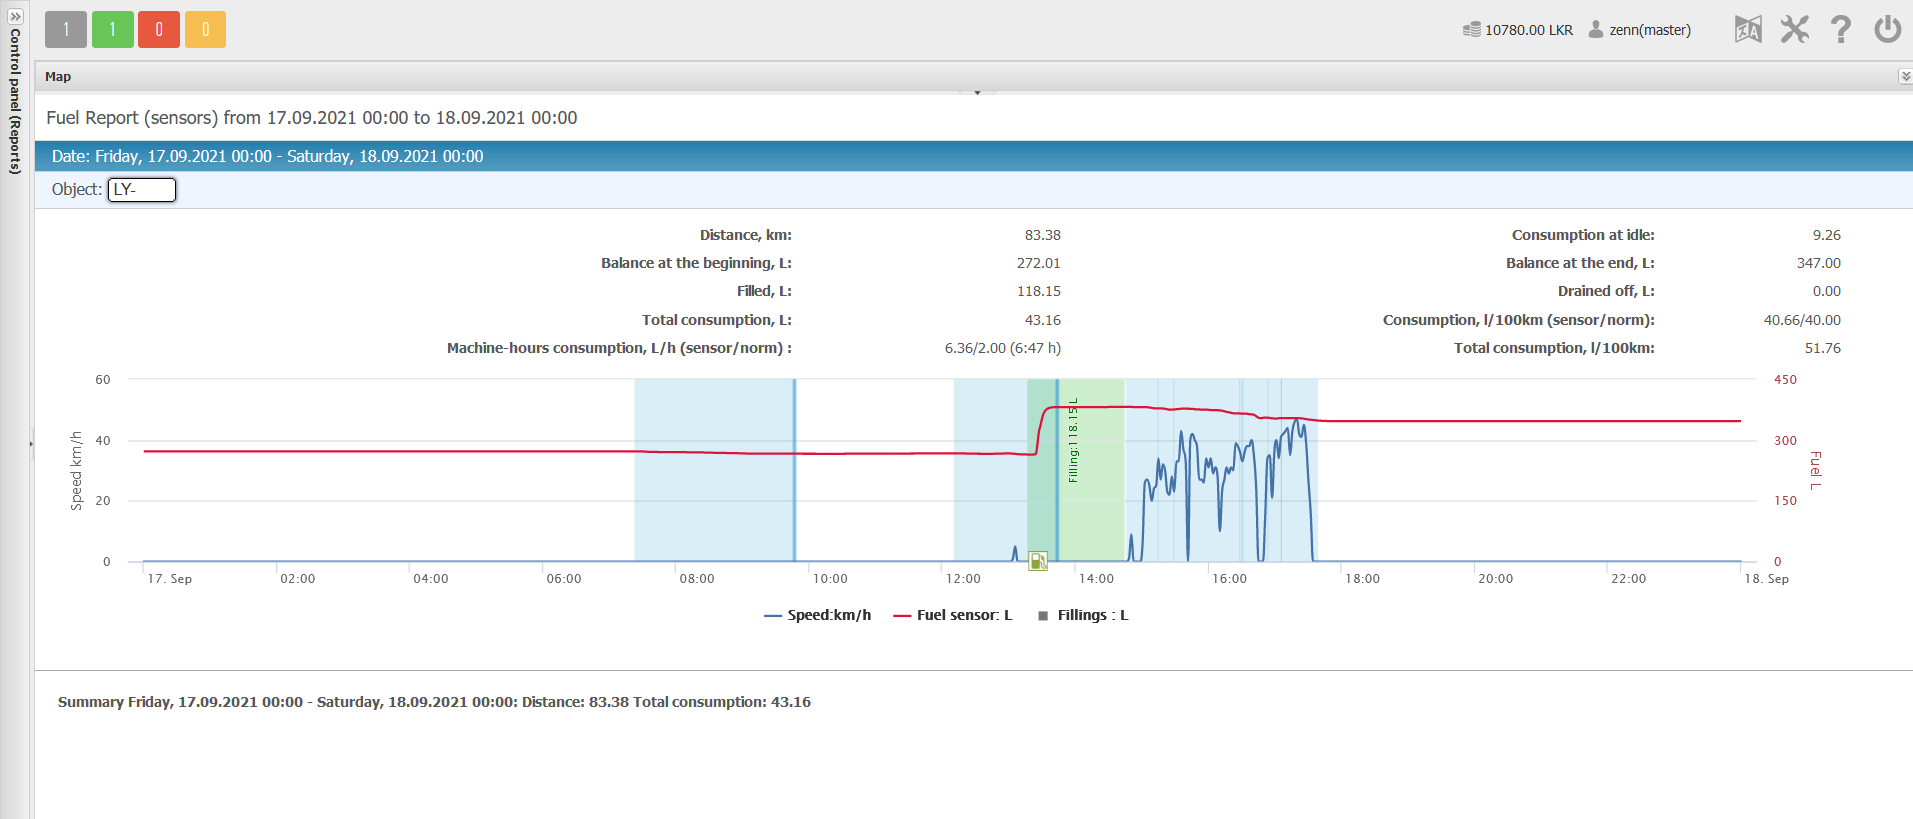 1 1 0 0 10780.00 LKR zenn(master)
Control panel (Reports)
Map
Fuel Report (sensors) from 17.09.2021 00:00 to 18.09.2021 00:00
Date: Friday, 17.09.2021 00:00 - Saturday, 18.09.2021 00:00
Object: LY-
Distance, km: 83.38 Consumption at idle: 9.26
Balance at the beginning, L: 272.01 Balance at the end, L: 347.00
Filled, L: 118.15 Drained off, L: 0.00
Total consumption, L: 43.16 Consumption, l/100km (sensor/norm): 40.66/40.00
Machine-hours consumption, L/h (sensor/norm) : 6.36/2.00 (6:47 h) Total consumption, l/100km: 51.76
60 450
40 300
20 150
0 0
Speed km/h
Filling:118.15 L
Fuel L
17. Sep 02:00 04:00 06:00 08:00 10:00 12:00 14:00 16:00 18:00 20:00 22:00 18. Sep
Speed:km/h Fuel sensor: L Fillings : L
Summary Friday, 17.09.2021 00:00 - Saturday, 18.09.2021 00:00: Distance: 83.38 Total consumption: 43.16